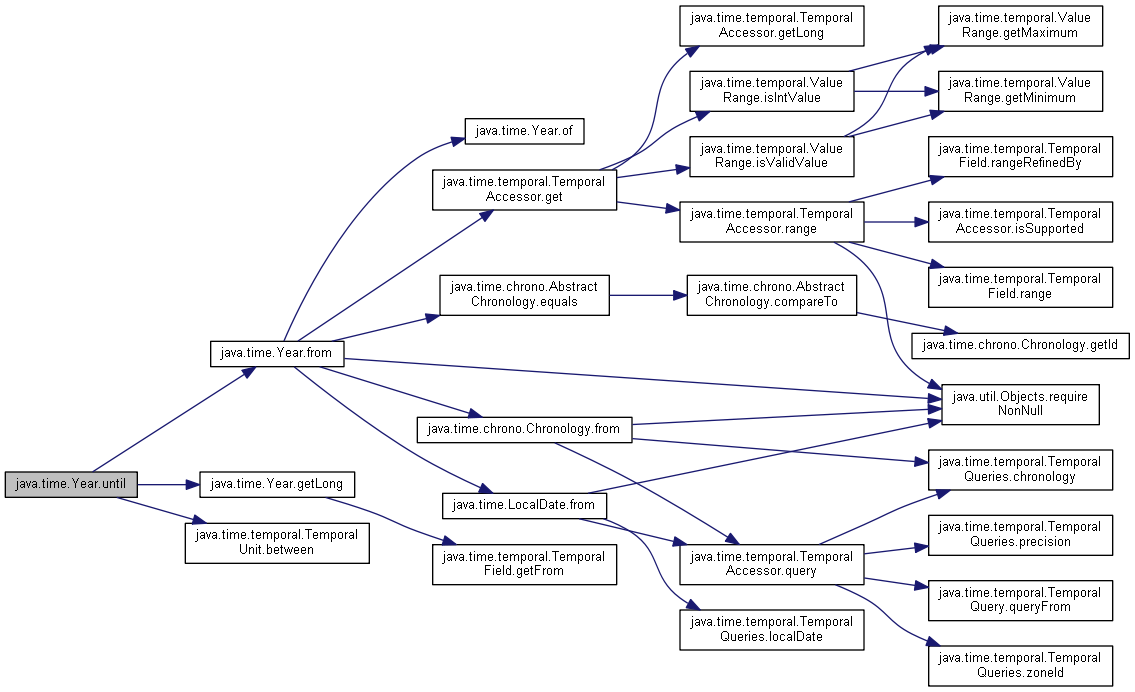 java.time.temporal.Temporal
Accessor.getLong
java.time.temporal.Value
Range.getMaximum
java.time.temporal.Value
Range.isIntValue
java.time.temporal.Value
Range.getMinimum
java.time.Year.of
java.time.temporal.Value
Range.isValidValue
java.time.temporal.Temporal
Field.rangeRefinedBy
java.time.temporal.Temporal
Accessor.get
java.time.temporal.Temporal
Accessor.range
java.time.temporal.Temporal
Accessor.isSupported
java.time.temporal.Temporal
Field.range
java.time.chrono.Abstract
Chronology.equals
java.time.chrono.Abstract
Chronology.compareTo
java.time.chrono.Chronology.getId
java.time.Year.from
java.util.Objects.require
NonNull
java.time.chrono.Chronology.from
java.time.temporal.Temporal
Queries.chronology
java.time.Year.until
java.time.Year.getLong
java.time.LocalDate.from
java.time.temporal.Temporal
Unit.between
java.time.temporal.Temporal
Queries.precision
java.time.temporal.Temporal
Field.getFrom
java.time.temporal.Temporal
Accessor.query
java.time.temporal.Temporal
Query.queryFrom
java.time.temporal.Temporal
Queries.localDate
java.time.temporal.Temporal
Queries.zoneId